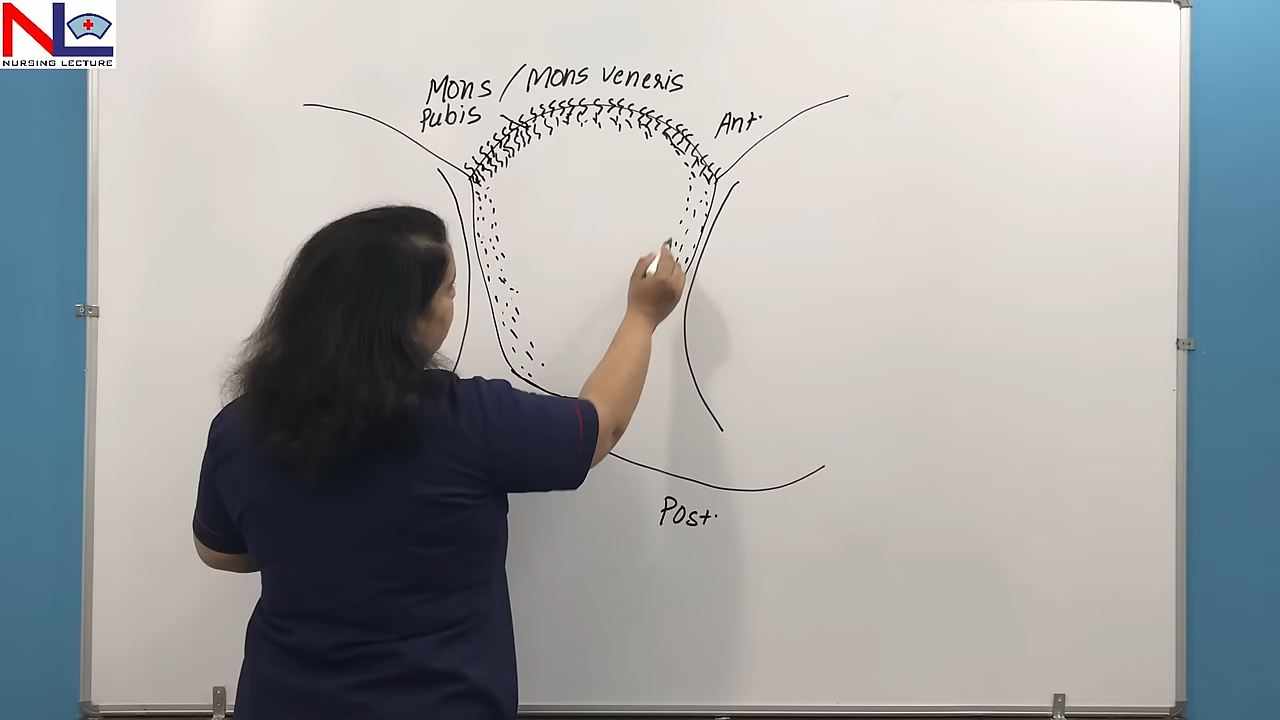 NL
NURSING LECTURE
Mons / Mons veneris
Pubis
Ant.
Post.